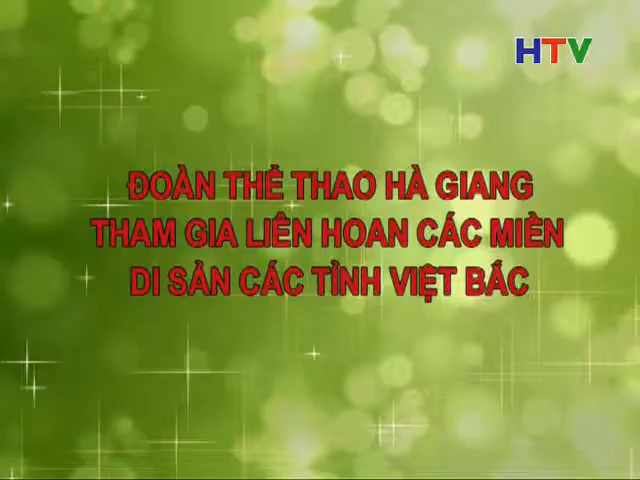 HTV
ĐOÀN THỂ THAO HÀ GIANG
THAM GIA LIÊN HOAN CÁC MIỀN
DI SẢN CÁC TỈNH VIỆT BẮC